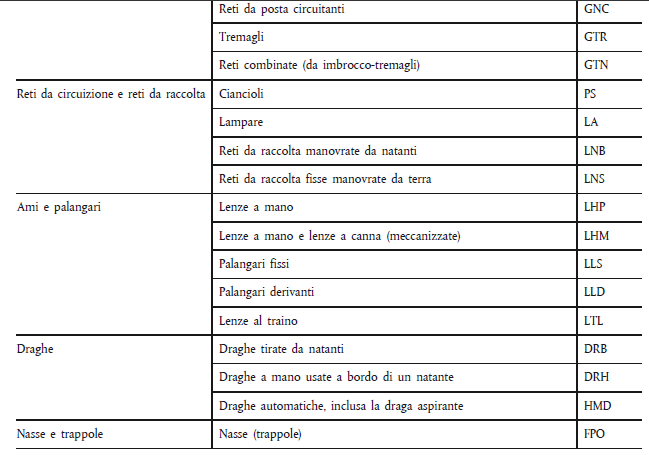 Reti da posta circuitanti GNC
Tremagli GTR
Reti combinate (da imbrocco-tremagli) GTN
Reti da circuizione e reti da raccolta Ciancioli PS
Lampare LA
Reti da raccolta manovrate da natanti LNB
Reti da raccolta fisse manovrate da terra LNS
Ami e palangari Lenze a mano LHP
Lenze a mano e lenze a canna (meccanizzate) LHM
Palangari fissi LLS
Palangari derivanti LLD
Lenze al traino LTL
Draghe Draghe tirate da natanti DRB
Draghe a mano usate a bordo di un natante DRH
Draghe automatiche, inclusa la draga aspirante HMD
Nasse e trappole Nasse (trappole) FPO